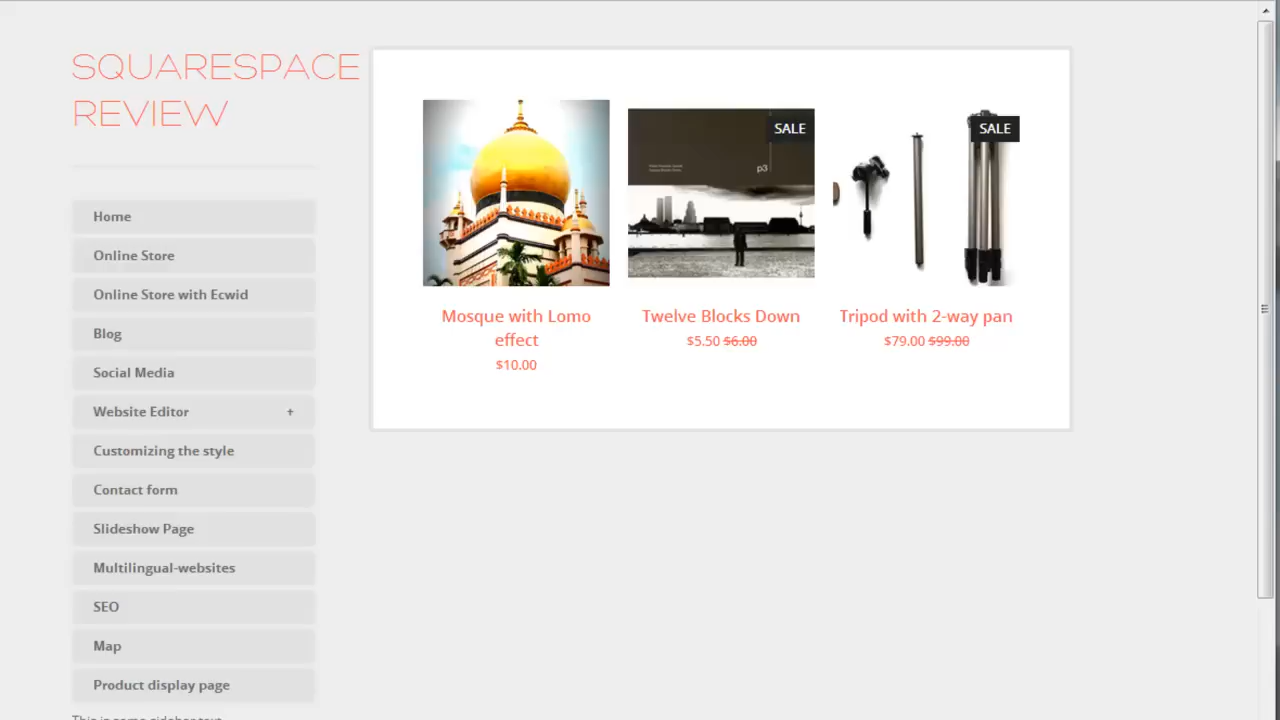 SQUARESPACE
REVIEW
Home
Online Store
Online Store with Ecwid
Blog
Social Media
Website Editor +
Customizing the style
Contact form
Slideshow Page
Multilingual-websites
SEO
Map
Product display page
SALE
p3
SALE
Mosque with Lomo
effect
$10.00
Twelve Blocks Down
$5.50 $6.00
Tripod with 2-way pan
$79.00 $99.00